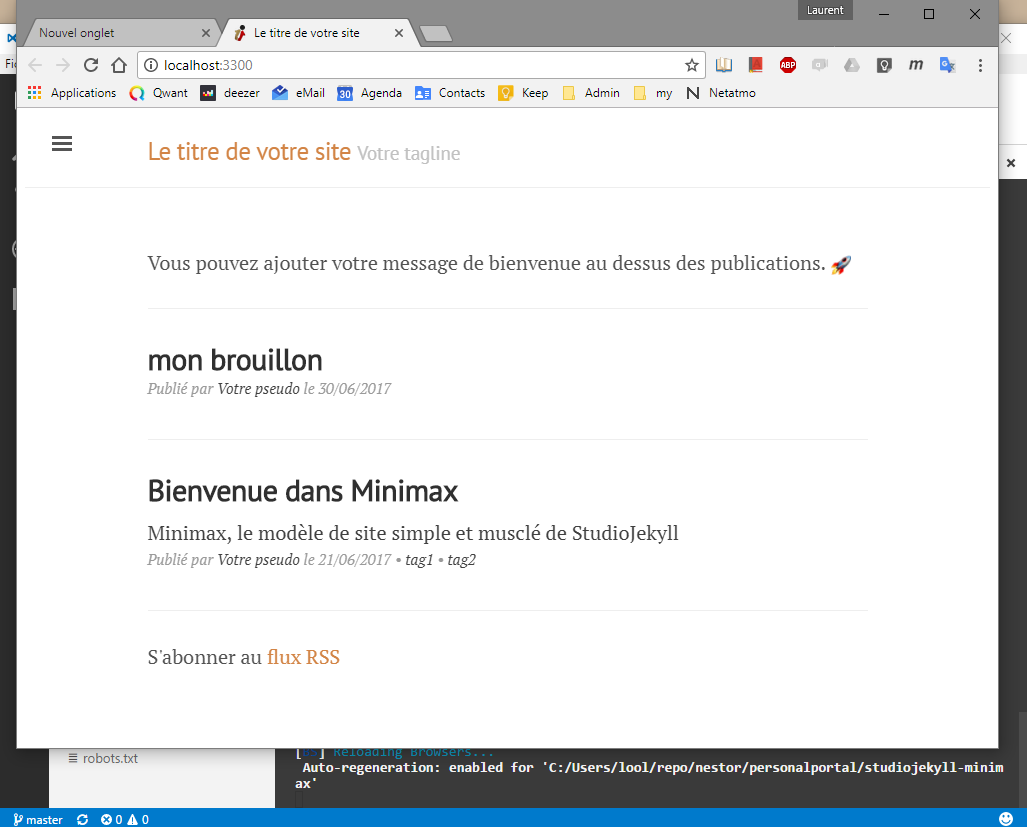 Laurent
Nouvel onglet
Le titre de votre site
localhost:3300
ABP
m
Applications
Qwant
deezer
eMail
30
Agenda
Contacts
Keep
Admin
my
N Netatmo
Le titre de votre site Votre tagline
Vous pouvez ajouter votre message de bienvenue au dessus des publications. 🚀
mon brouillon
Publié par Votre pseudo le 30/06/2017
Bienvenue dans Minimax
Minimax, le modèle de site simple et musclé de StudioJekyll
Publié par Votre pseudo le 21/06/2017 • tag1 • tag2
S'abonner au flux RSS
robots.txt
Reloading Browsers...
Auto-regeneration: enabled for 'C:/Users/lool/repo/nestor/personalportal/studiojekyll-minim
ax'
master
0
0